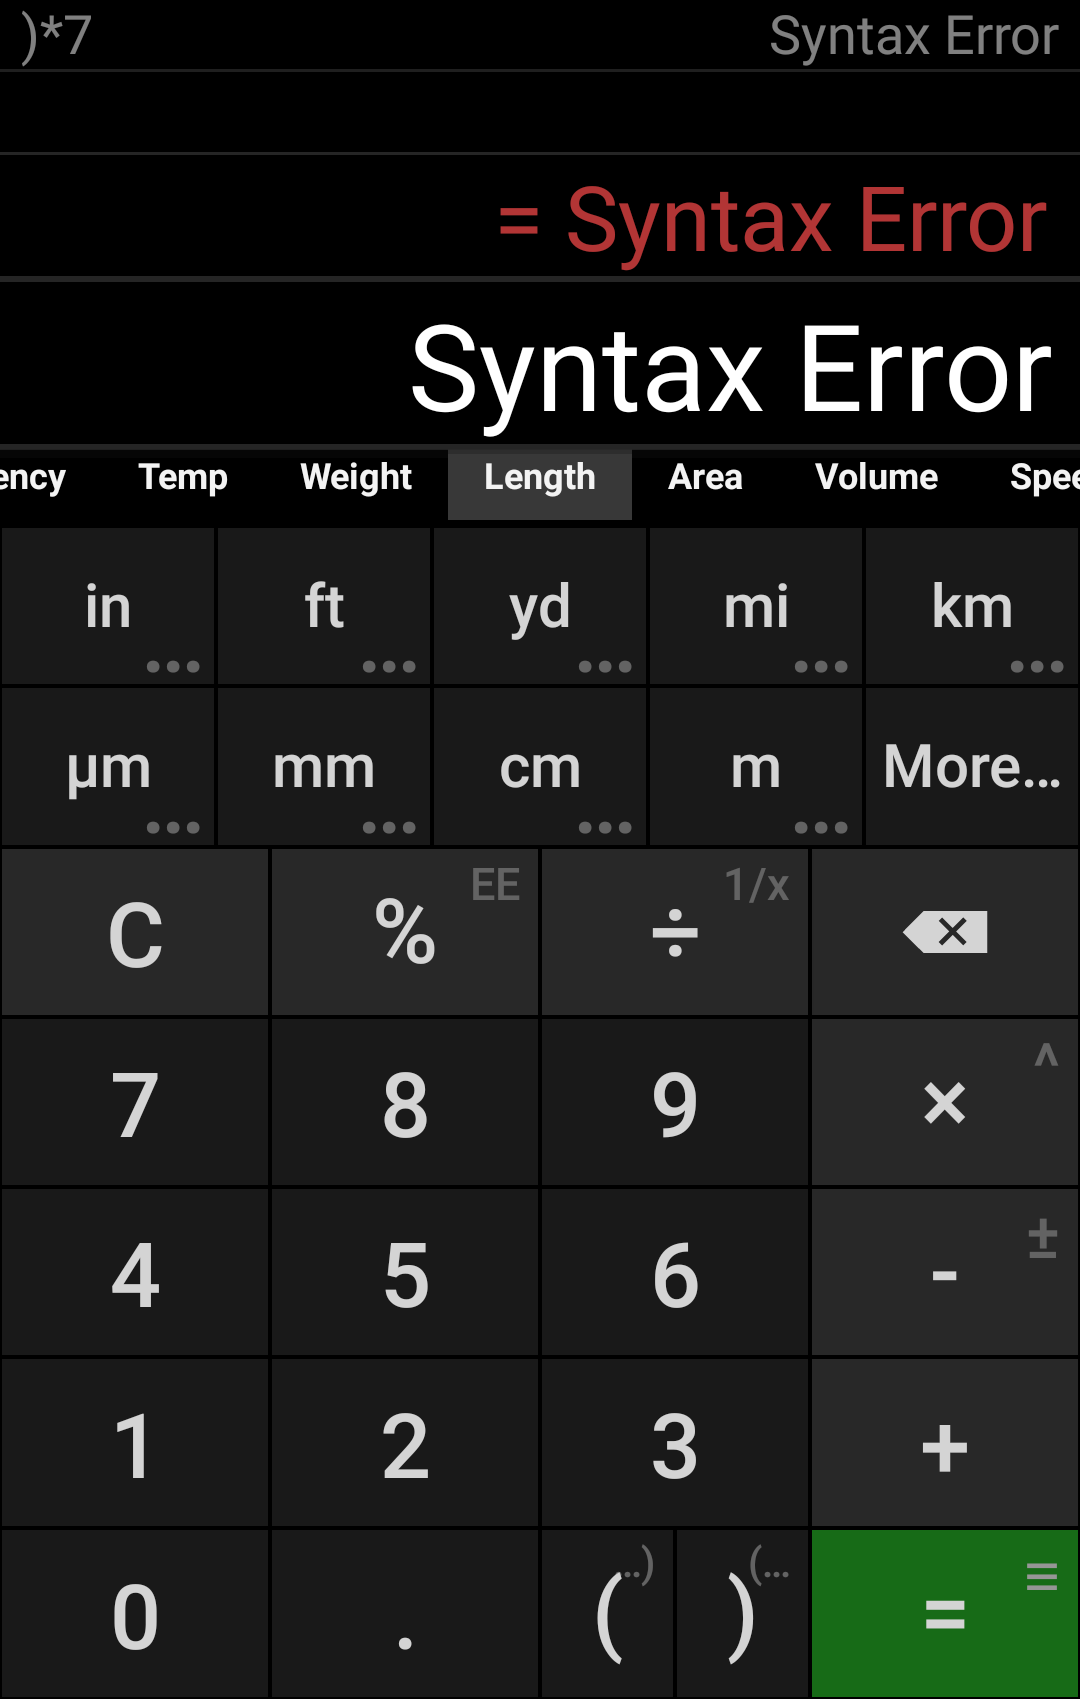 )*7 Syntax Error
= Syntax Error
Syntax Error
ency Temp Weight Length Area Volume Spee
in ft yd mi km
µm mm cm m More...
C % EE ÷ 1/x
7 8 9 × ^
4 5 6 - ±
1 2 3 +
0 . ( ..) ) (... = ≡